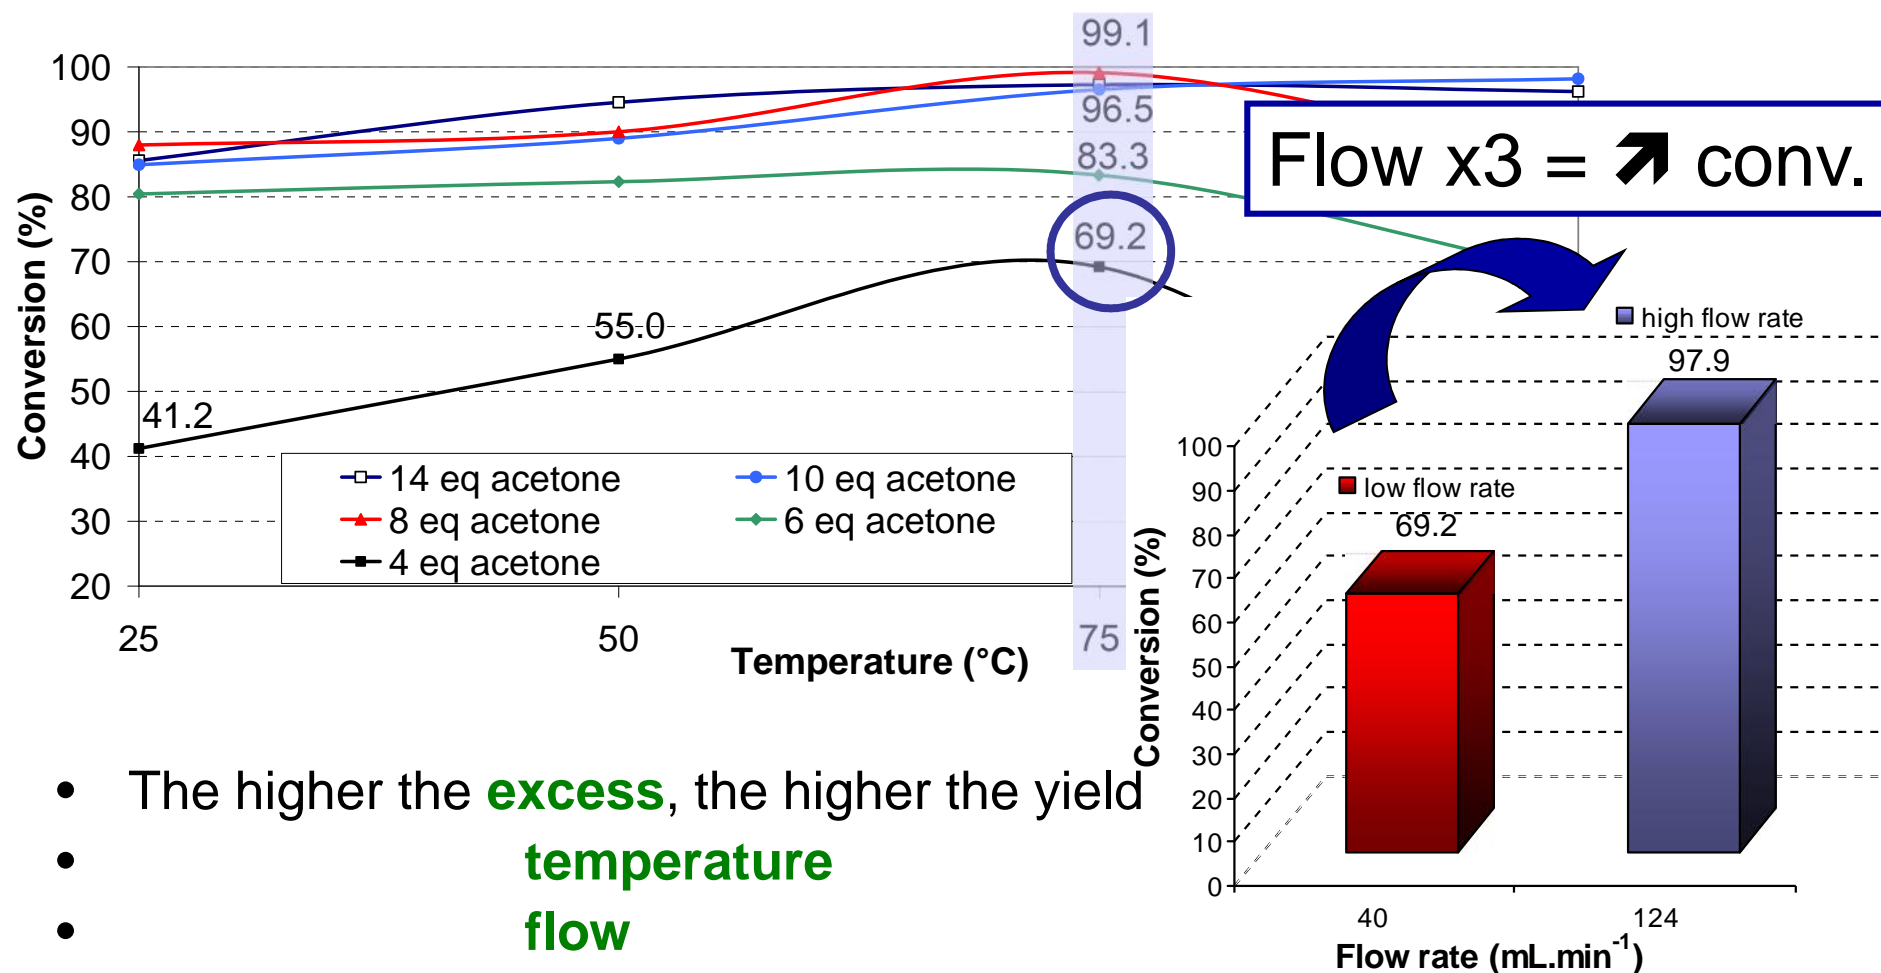 99.1
100
90
80
70
60
50
40
30
20
Conversion (%)
96.5
83.3
69.2
55.0
41.2
14 eq acetone
10 eq acetone
8 eq acetone
6 eq acetone
4 eq acetone
25
50
75
Temperature (°C)
Flow x3 = ↗ conv.
high flow rate
97.9
low flow rate
69.2
100
90
80
70
60
50
40
30
20
10
0
Conversion (%)
40
124
Flow rate (mL.min⁻¹)
• The higher the excess, the higher the yield
• temperature
• flow